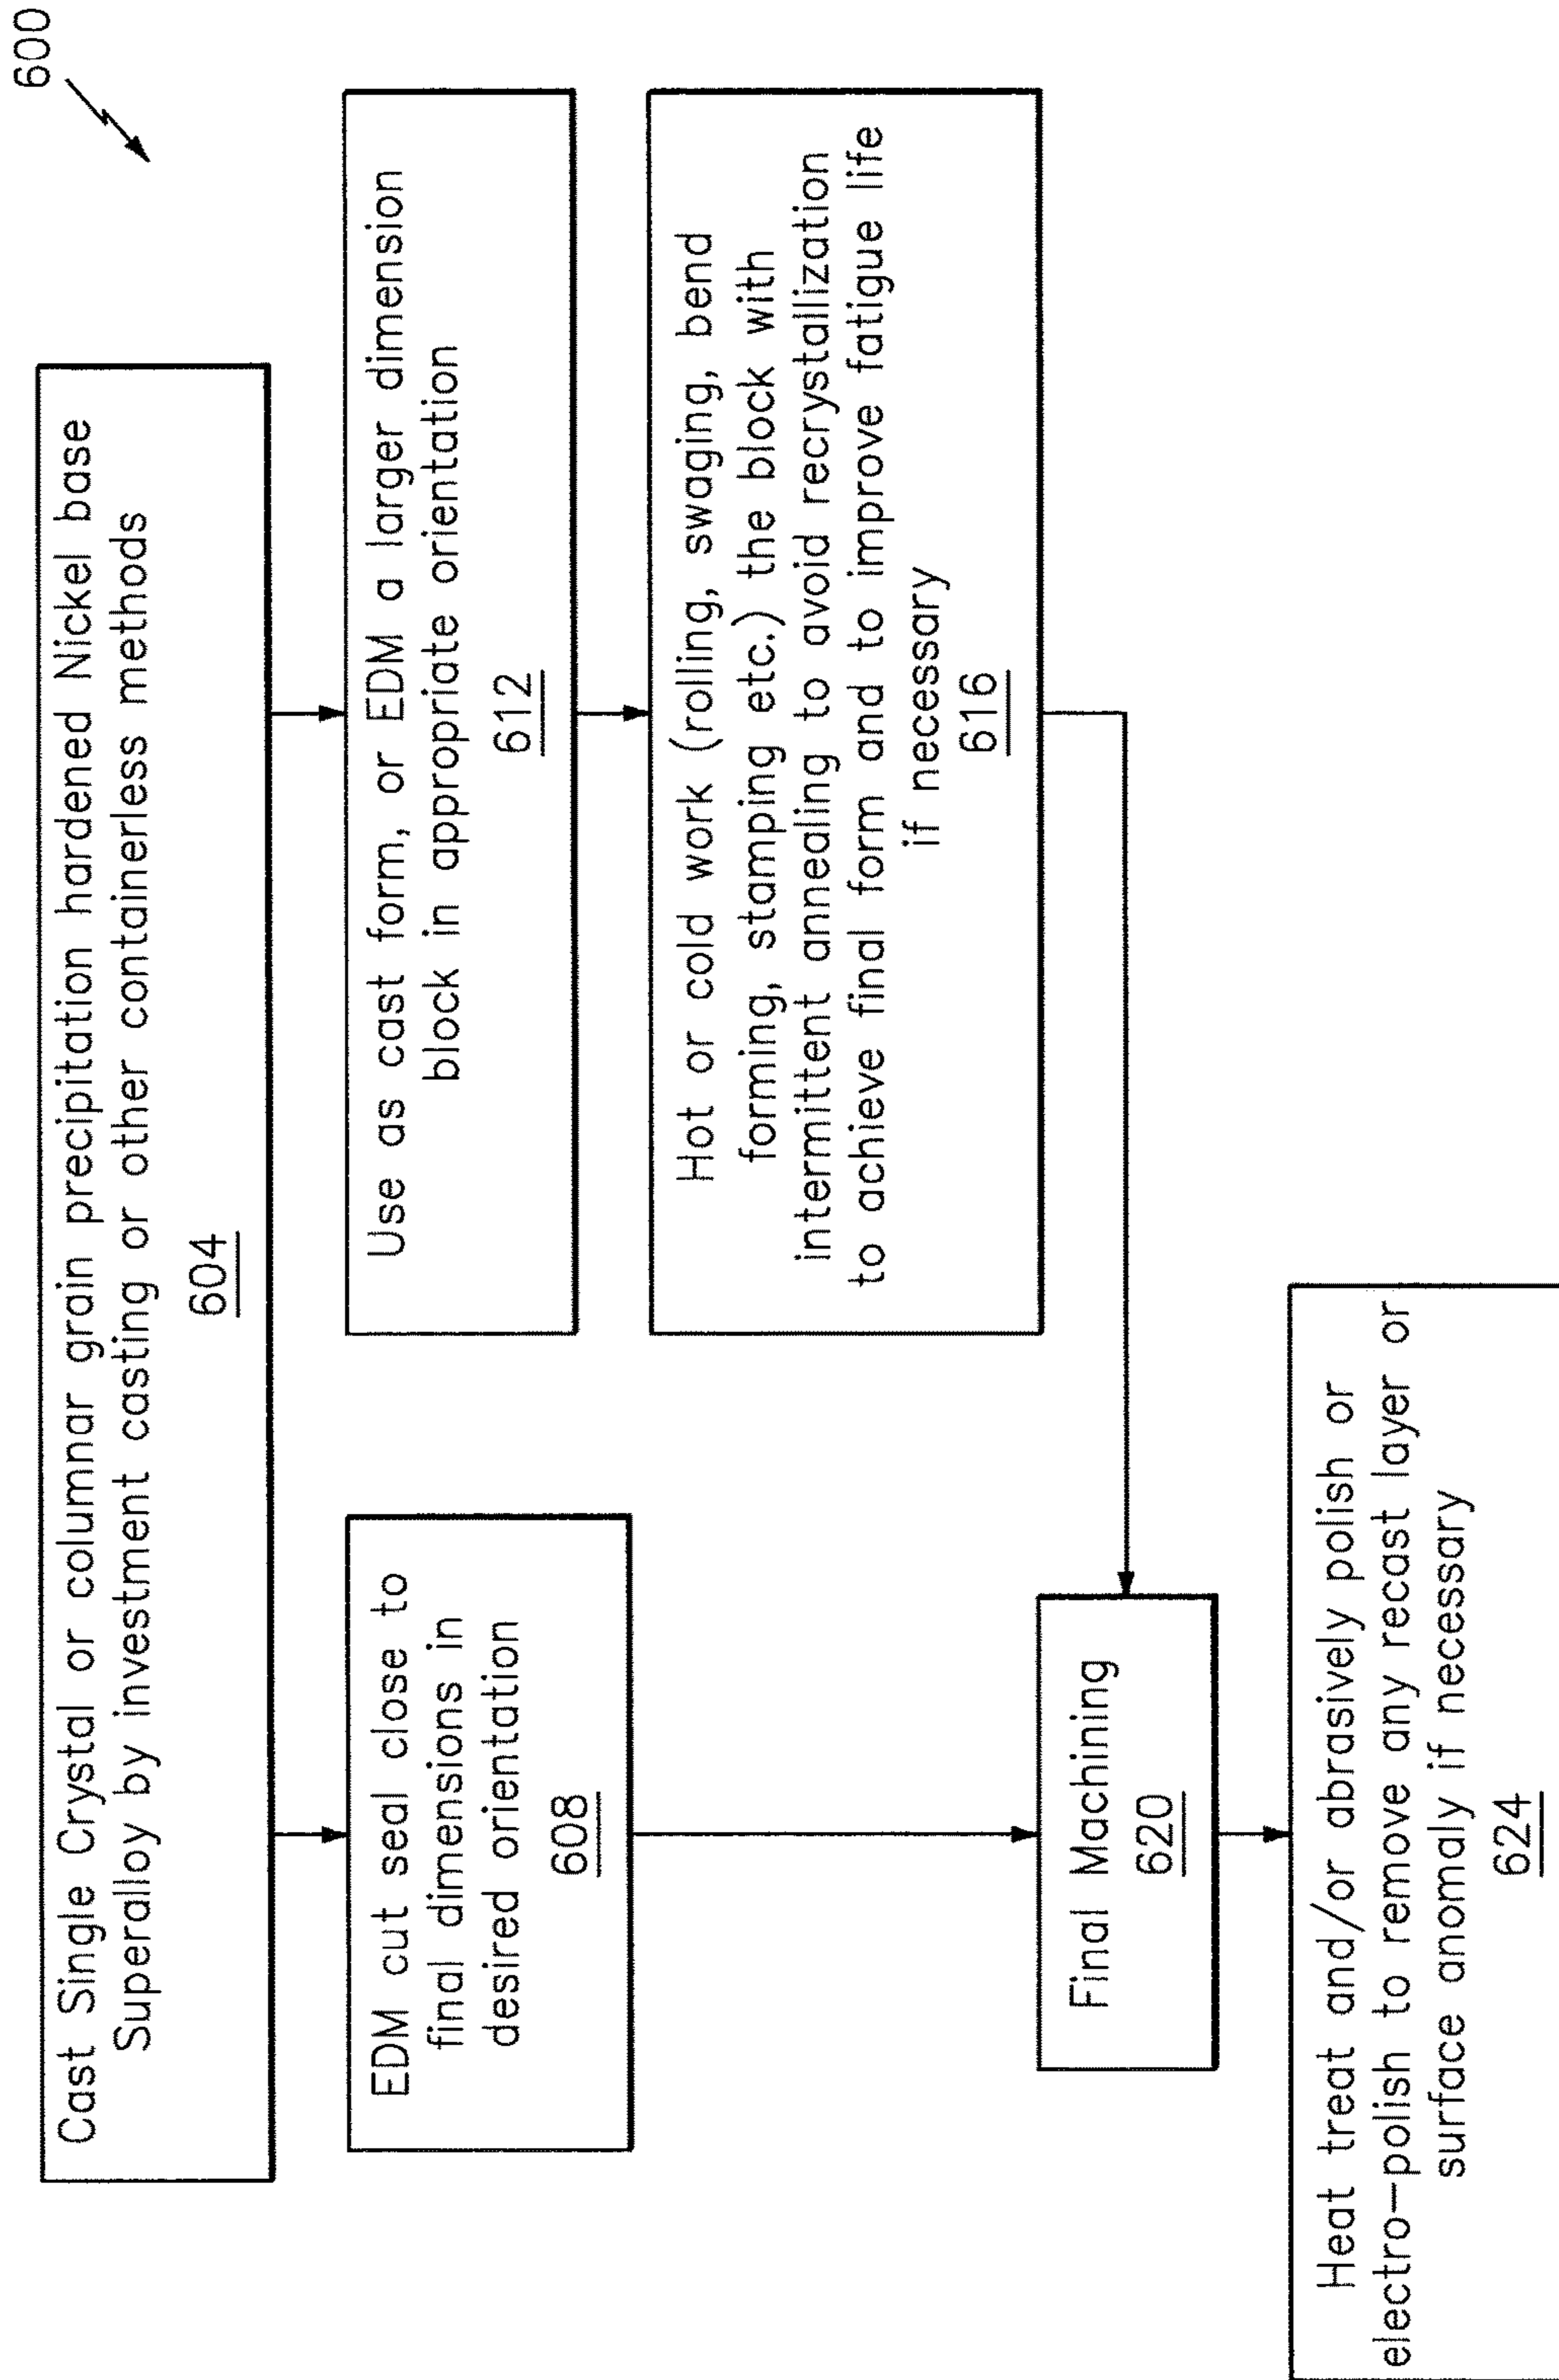 600
Cast Single Crystal or columnar grain precipitation hardened Nickel base
Superalloy by investment casting or other containerless methods
604
EDM cut seal close to
final dimensions in
desired orientation
608
Use as cast form, or EDM a larger dimension
block in appropriate orientation
612
Hot or cold work (rolling, swaging, bend
forming, stamping etc.) the block with
intermittent annealing to avoid recrystallization
to achieve final form and to improve fatigue life
if necessary
616
Final Machining
620
Heat treat and/or abrasively polish or
electro-polish to remove any recast layer or
surface anomaly if necessary
624